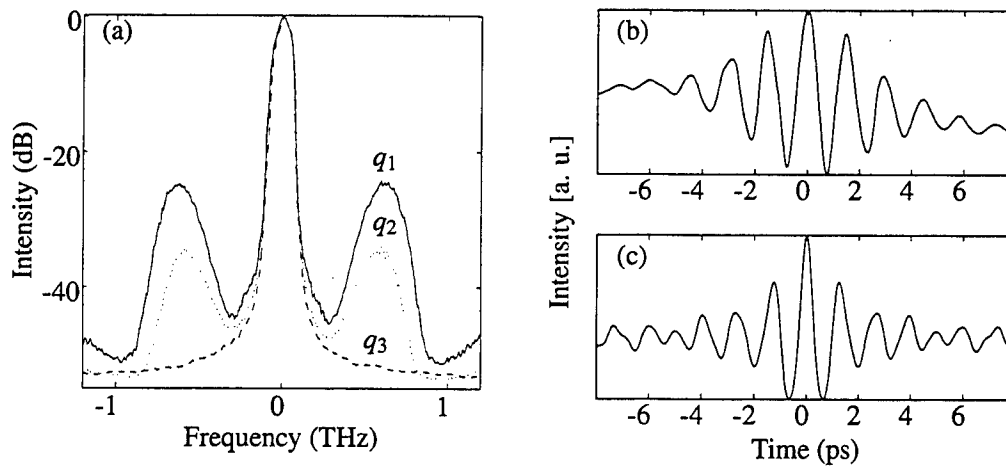 (a)
0
-20
-40
Intensity (dB)
q1
q2
q3
-1 0 1
Frequency (THz)
(b)
-6 -4 -2 0 2 4 6
Intensity [a. u.]
(c)
-6 -4 -2 0 2 4 6
Time (ps)